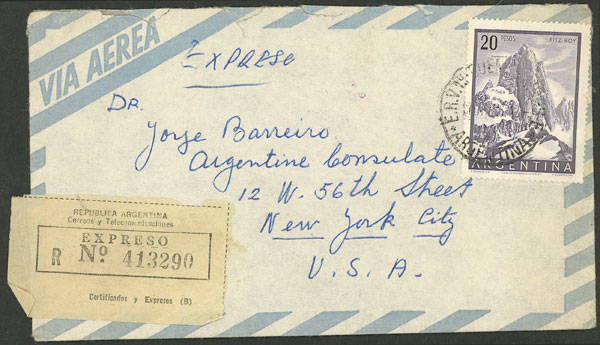 VIA AEREA
EXPRESO
20 PESOS FITZ ROY
ARGENTINA
E.R.V.
ARGENTINA
DR.
Jorge Barreiro
Argentine Consulate
12 W. 56th Street
New York City
U. S. A.
REPUBLICA ARGENTINA
Correos y Telecomunicaciones
EXPRESO
R Nº 413290
Certificados y Expresos (B)